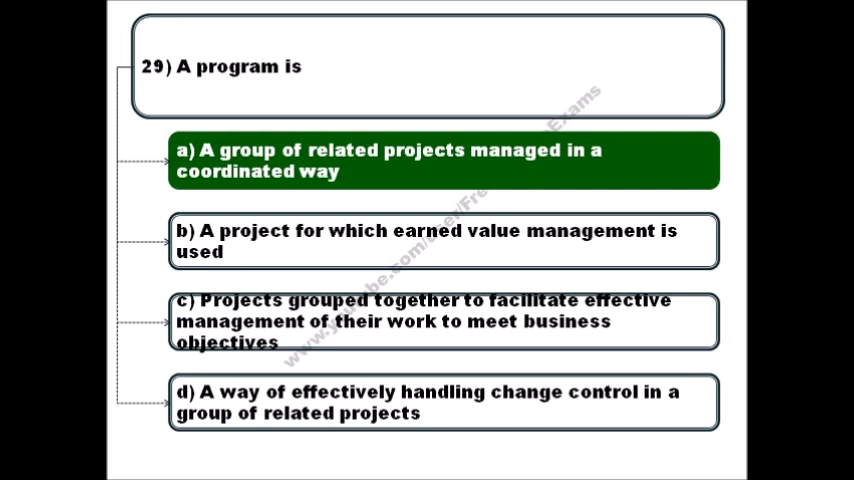 29) A program is
a) A group of related projects managed in a
coordinated way
b) A project for which earned value management is
used
c) Projects grouped together to facilitate effective
management of their work to meet business
objectives
d) A way of effectively handling change control in a
group of related projects